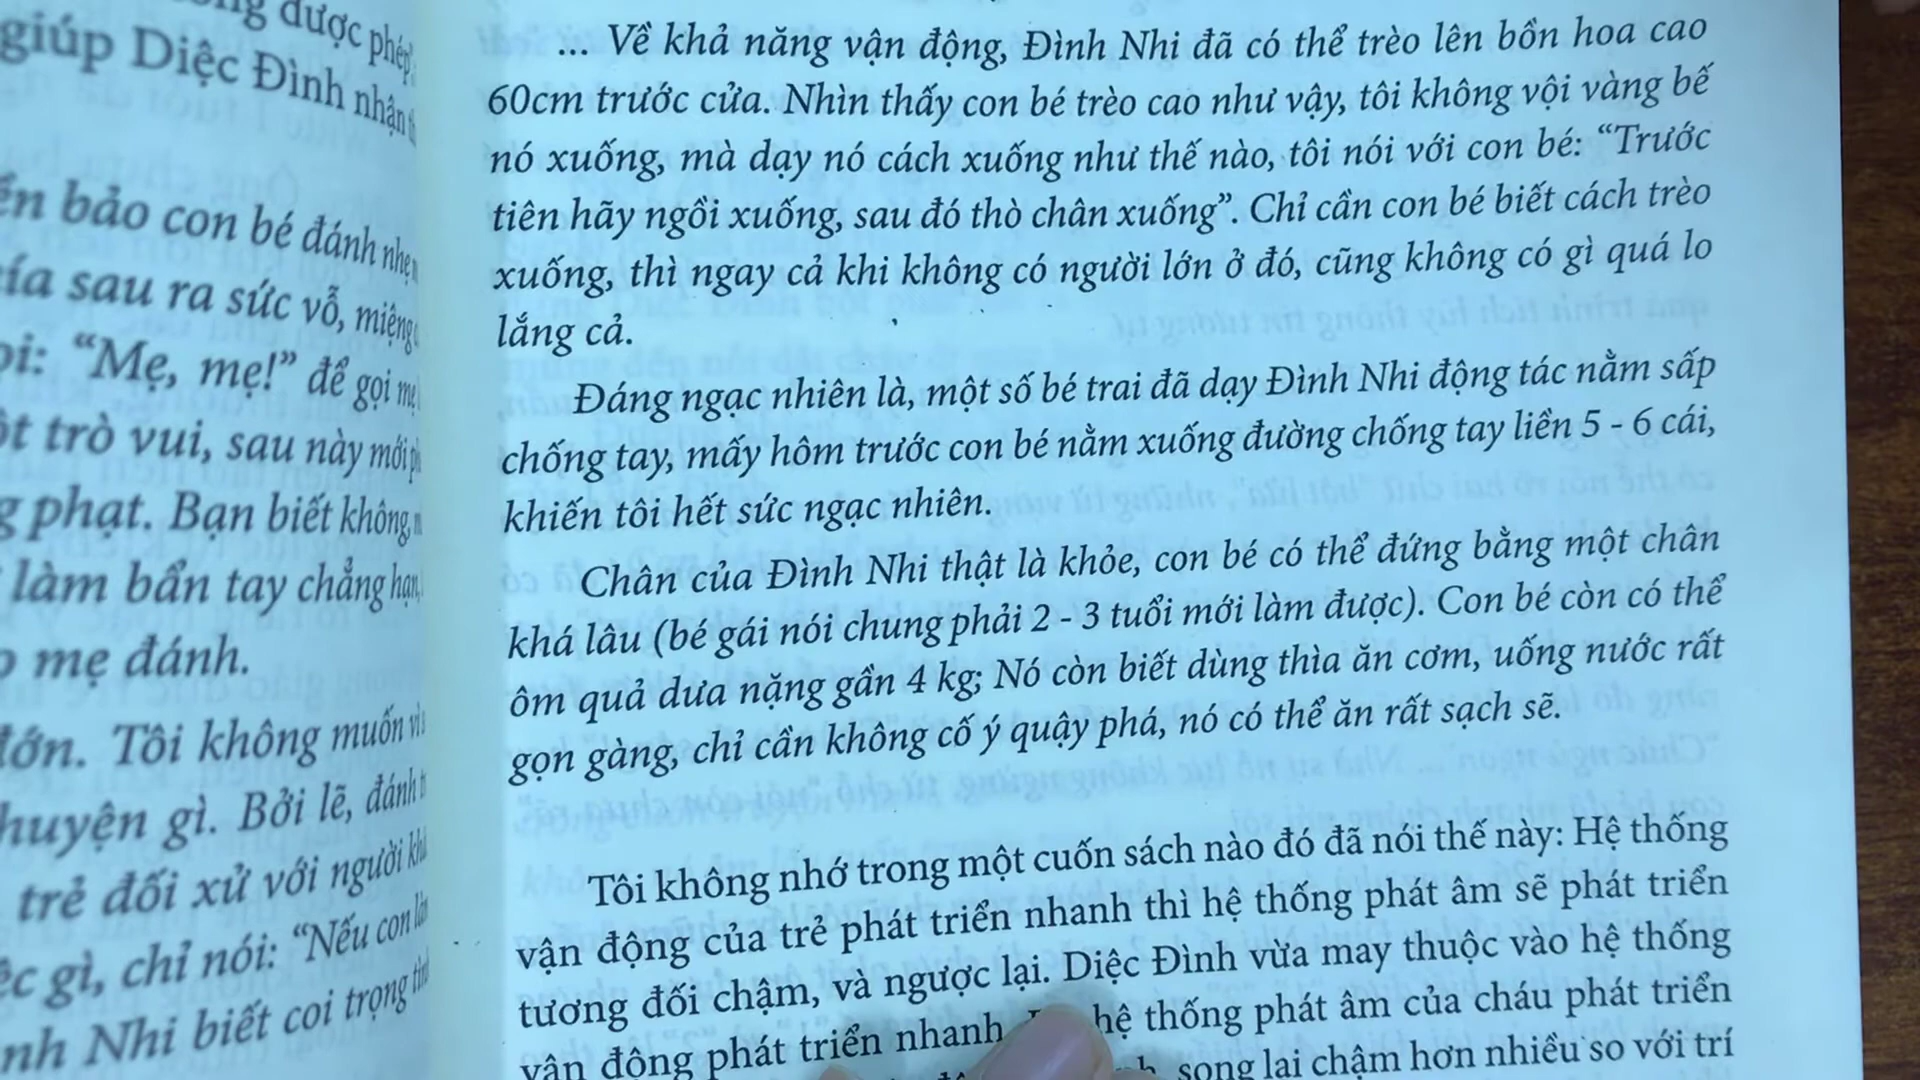 được phép
giúp Diệc Đình nhận
bảo con bé đánh nhẹ
sau ra sức vỗ, miệng
“Mẹ, mẹ!” để gọi mẹ
trò vui, sau này mới
phạt. Bạn biết không,
làm bẩn tay chẳng hạn,
mẹ đánh.
Tôi không muốn
gì. Bởi lẽ, đánh
trẻ đối xử với người
gì, chỉ nói: “Nếu con
Nhi biết coi trọng
... Về khả năng vận động, Đình Nhi đã có thể trèo lên bồn hoa cao
60cm trước cửa. Nhìn thấy con bé trèo cao như vậy, tôi không vội vàng bế
nó xuống, mà dạy nó cách xuống như thế nào, tôi nói với con bé: “Trước
tiên hãy ngồi xuống, sau đó thò chân xuống”. Chỉ cần con bé biết cách trèo
xuống, thì ngay cả khi không có người lớn ở đó, cũng không có gì quá lo
lắng cả.
Đáng ngạc nhiên là, một số bé trai đã dạy Đình Nhi động tác nằm sấp
chống tay, mấy hôm trước con bé nằm xuống đường chống tay liền 5 - 6 cái,
khiến tôi hết sức ngạc nhiên.
Chân của Đình Nhi thật là khỏe, con bé có thể đứng bằng một chân
khá lâu (bé gái nói chung phải 2 - 3 tuổi mới làm được). Con bé còn có thể
ôm quả dưa nặng gần 4 kg; Nó còn biết dùng thìa ăn cơm, uống nước rất
gọn gàng, chỉ cần không cố ý quậy phá, nó có thể ăn rất sạch sẽ.
Tôi không nhớ trong một cuốn sách nào đó đã nói thế này: Hệ thống
vận động của trẻ phát triển nhanh thì hệ thống phát âm sẽ phát triển
tương đối chậm, và ngược lại. Diệc Đình vừa may thuộc vào hệ thống
vận động phát triển nhanh hệ thống phát âm của cháu phát triển
song lại chậm hơn nhiều so với trí